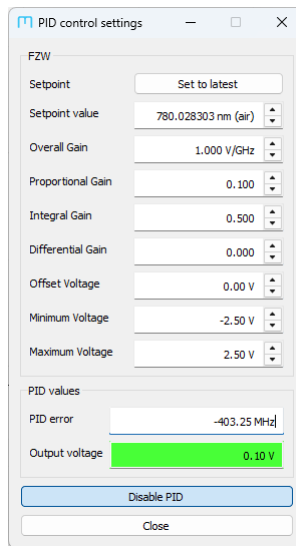 PID control settings
FZW
Setpoint Set to latest
Setpoint value 780.028303 nm (air)
Overall Gain 1.000 V/GHz
Proportional Gain 0.100
Integral Gain 0.500
Differential Gain 0.000
Offset Voltage 0.00 V
Minimum Voltage -2.50 V
Maximum Voltage 2.50 V
PID values
PID error -403.25 MHz
Output voltage 0.10 V
Disable PID
Close